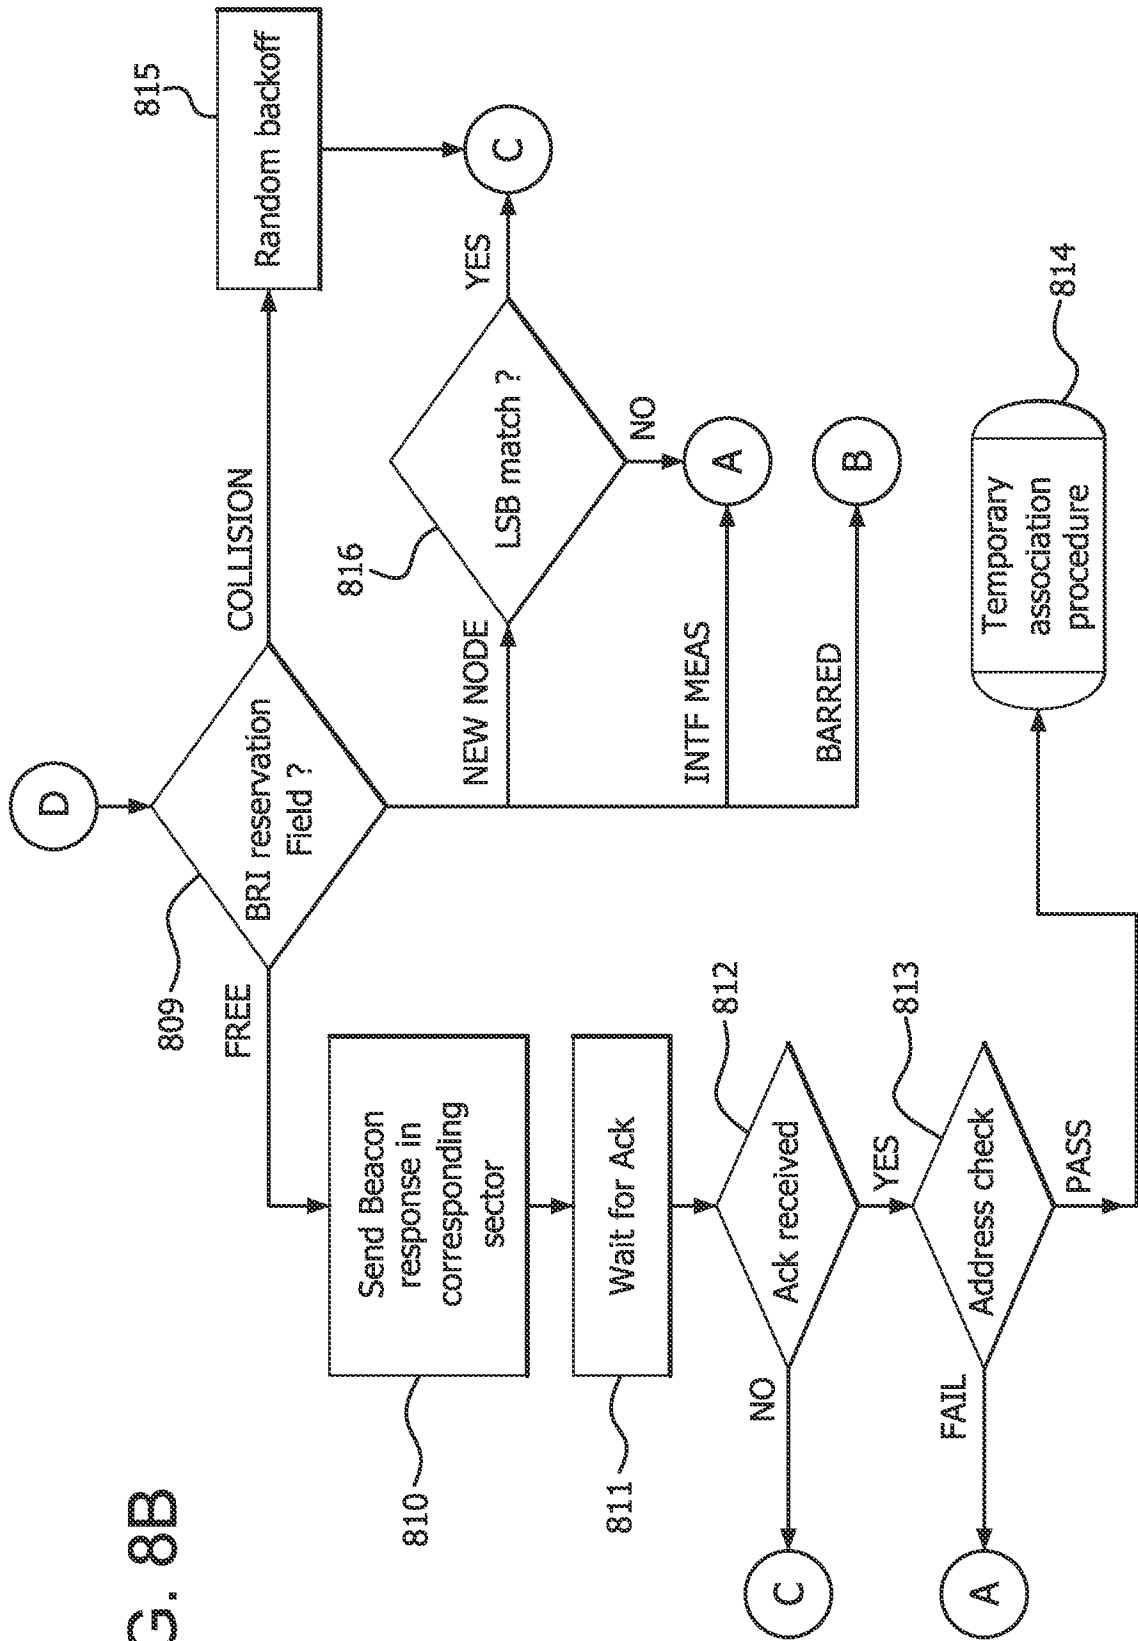 G. 8B
D
809
BRI reservation
Field ?
FREE
COLLISION
815
Random backoff
C
810
Send Beacon
response in
corresponding
sector
NEW NODE
816
LSB match ?
YES
NO
INTF MEAS
A
BARRED
B
811
Wait for Ack
812
Ack received
NO
C
YES
813
Address check
FAIL
A
PASS
814
Temporary
association
procedure